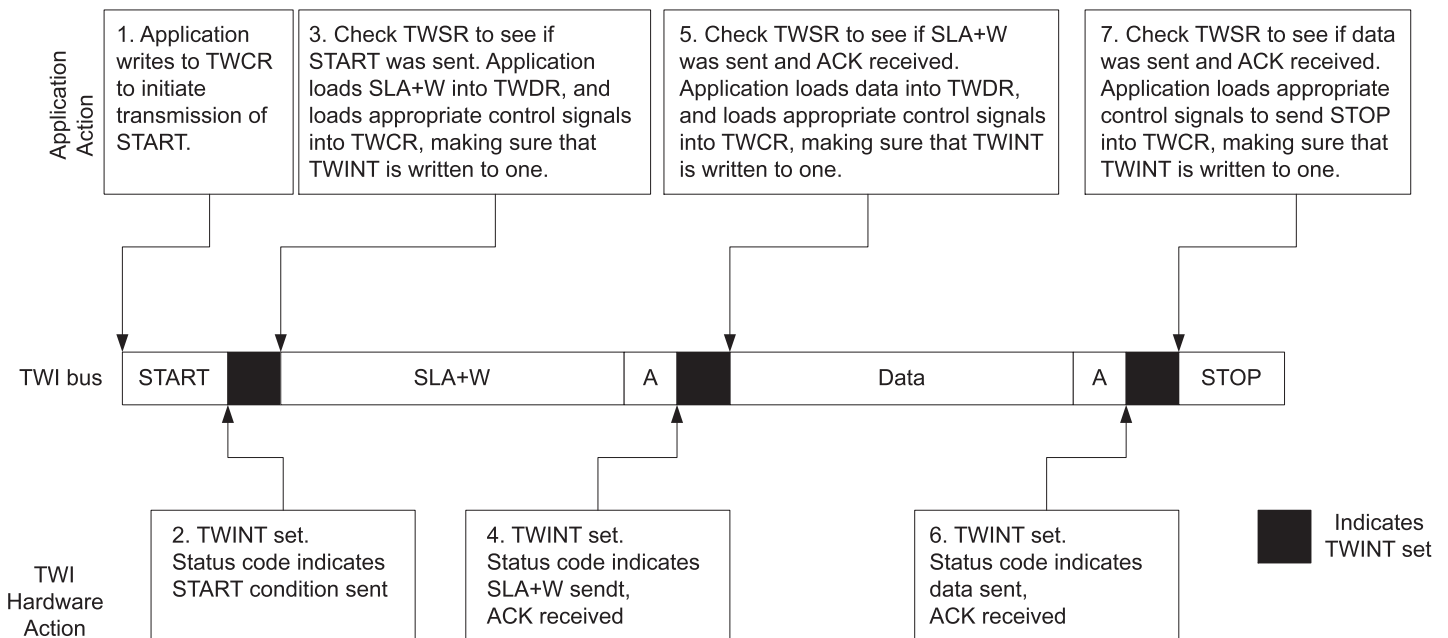 Application
Action
1. Application
writes to TWCR
to initiate
transmission of
START.
3. Check TWSR to see if
START was sent. Application
loads SLA+W into TWDR, and
loads appropriate control signals
into TWCR, making sure that
TWINT is written to one.
5. Check TWSR to see if SLA+W
was sent and ACK received.
Application loads data into TWDR,
and loads appropriate control signals
into TWCR, making sure that TWINT
is written to one.
7. Check TWSR to see if data
was sent and ACK received.
Application loads appropriate
control signals to send STOP
into TWCR, making sure that
TWINT is written to one.
TWI bus
START
SLA+W
A
Data
A
STOP
TWI
Hardware
Action
2. TWINT set.
Status code indicates
START condition sent
4. TWINT set.
Status code indicates
SLA+W sendt,
ACK received
6. TWINT set.
Status code indicates
data sent,
ACK received
Indicates
TWINT set